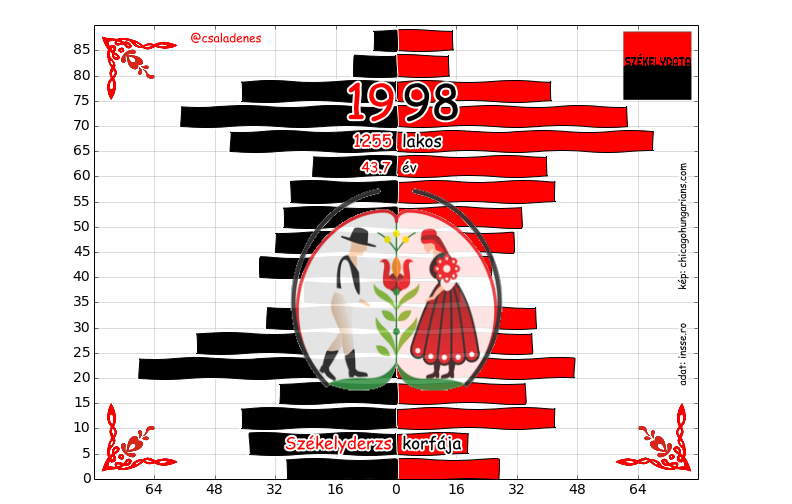 @csaladenes
SZÉKELYDATA
1998
1255 lakos
43.7 év
kép: chicagohungarians.com
adat: insse.ro
Székelyderzs korfája
85
80
75
70
65
60
55
50
45
40
35
30
25
20
15
10
5
0
64 48 32 16 0 16 32 48 64